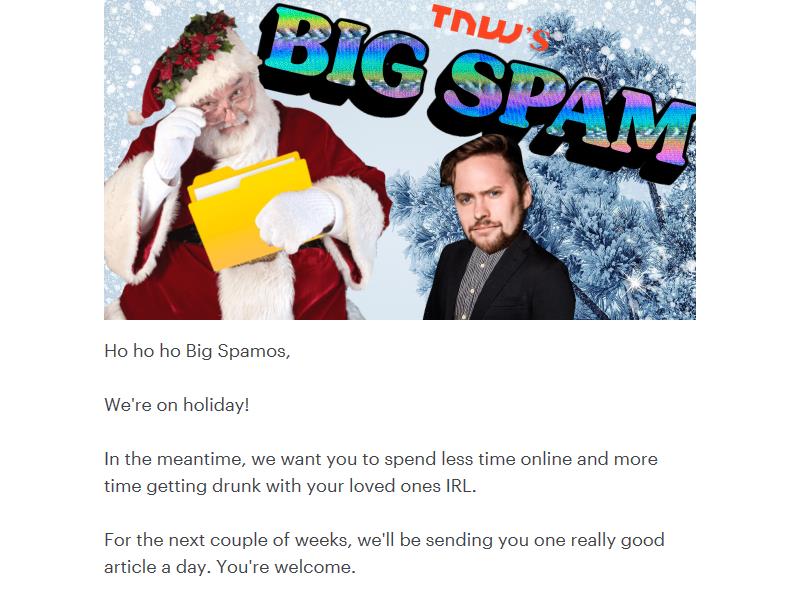 TNW's
BIG SPAM
Ho ho ho Big Spamos,
We're on holiday!
In the meantime, we want you to spend less time online and more
time getting drunk with your loved ones IRL.
For the next couple of weeks, we'll be sending you one really good
article a day. You're welcome.